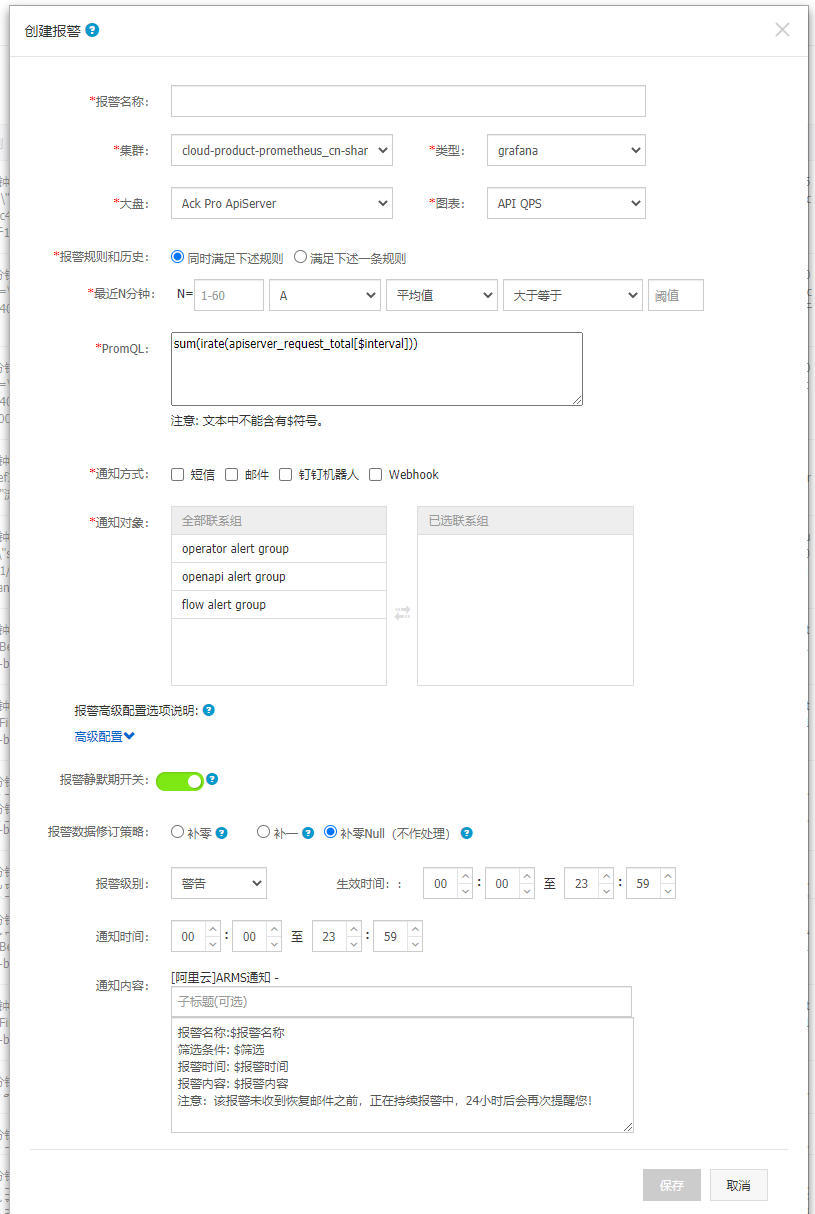 创建报警
*报警名称:
*集群: cloud-product-prometheus_cn-shar *类型: grafana
*大盘: Ack Pro ApiServer *图表: API QPS
*报警规则和历史: 同时满足下述规则 满足下述一条规则
*最近N分钟: N= 1-60 A 平均值 大于等于 阈值
*PromQL: sum(irate(apiserver_request_total[$interval]))
注意: 文本中不能含有$符号。
*通知方式: 短信 邮件 钉钉机器人 Webhook
*通知对象: 全部联系组 已选联系组
operator alert group
openapi alert group
flow alert group
报警高级配置选项说明:
高级配置
报警静默期开关:
报警数据修订策略: 补零 补一 补零Null（不作处理）
报警级别: 警告 生效时间: : 00 : 00 至 23 : 59
通知时间: 00 : 00 至 23 : 59
通知内容: [阿里云]ARMS通知 -
子标题(可选)
报警名称:$报警名称
筛选条件: $筛选
报警时间: $报警时间
报警内容: $报警内容
注意：该报警未收到恢复邮件之前，正在持续报警中，24小时后会再次提醒您！
保存 取消